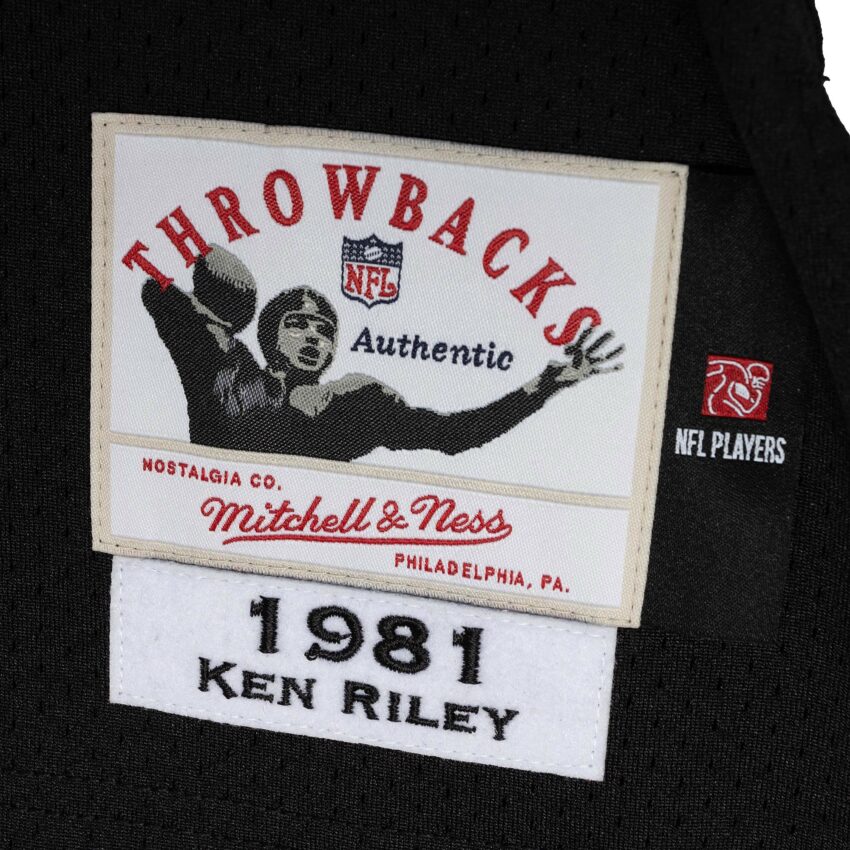 THROWBACKS
NFL
Authentic
NFL PLAYERS
NOSTALGIA CO.
Mitchell & Ness
PHILADELPHIA, PA.
1981
KEN RILEY